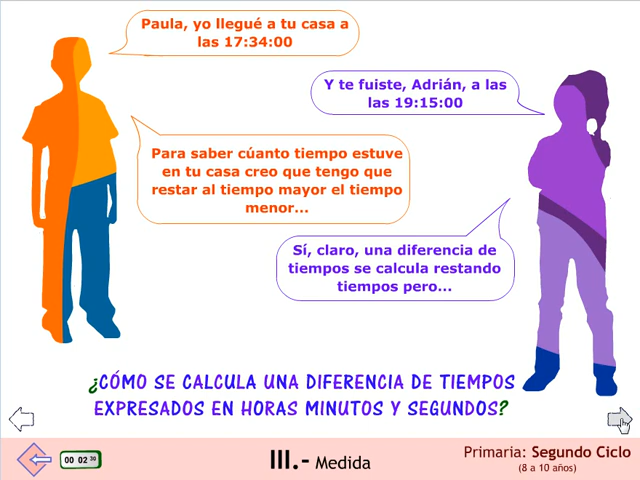 Paula, yo llegué a tu casa a
las 17:34:00
Y te fuiste, Adrián, a las
las 19:15:00
Para saber cúanto tiempo estuve
en tu casa creo que tengo que
restar al tiempo mayor el tiempo
menor...
Sí, claro, una diferencia de
tiempos se calcula restando
tiempos pero...
¿CÓMO SE CALCULA UNA DIFERENCIA DE TIEMPOS
EXPRESADOS EN HORAS MINUTOS Y SEGUNDOS?
00 02 30
III.- Medida
Primaria: Segundo Ciclo
(8 a 10 años)